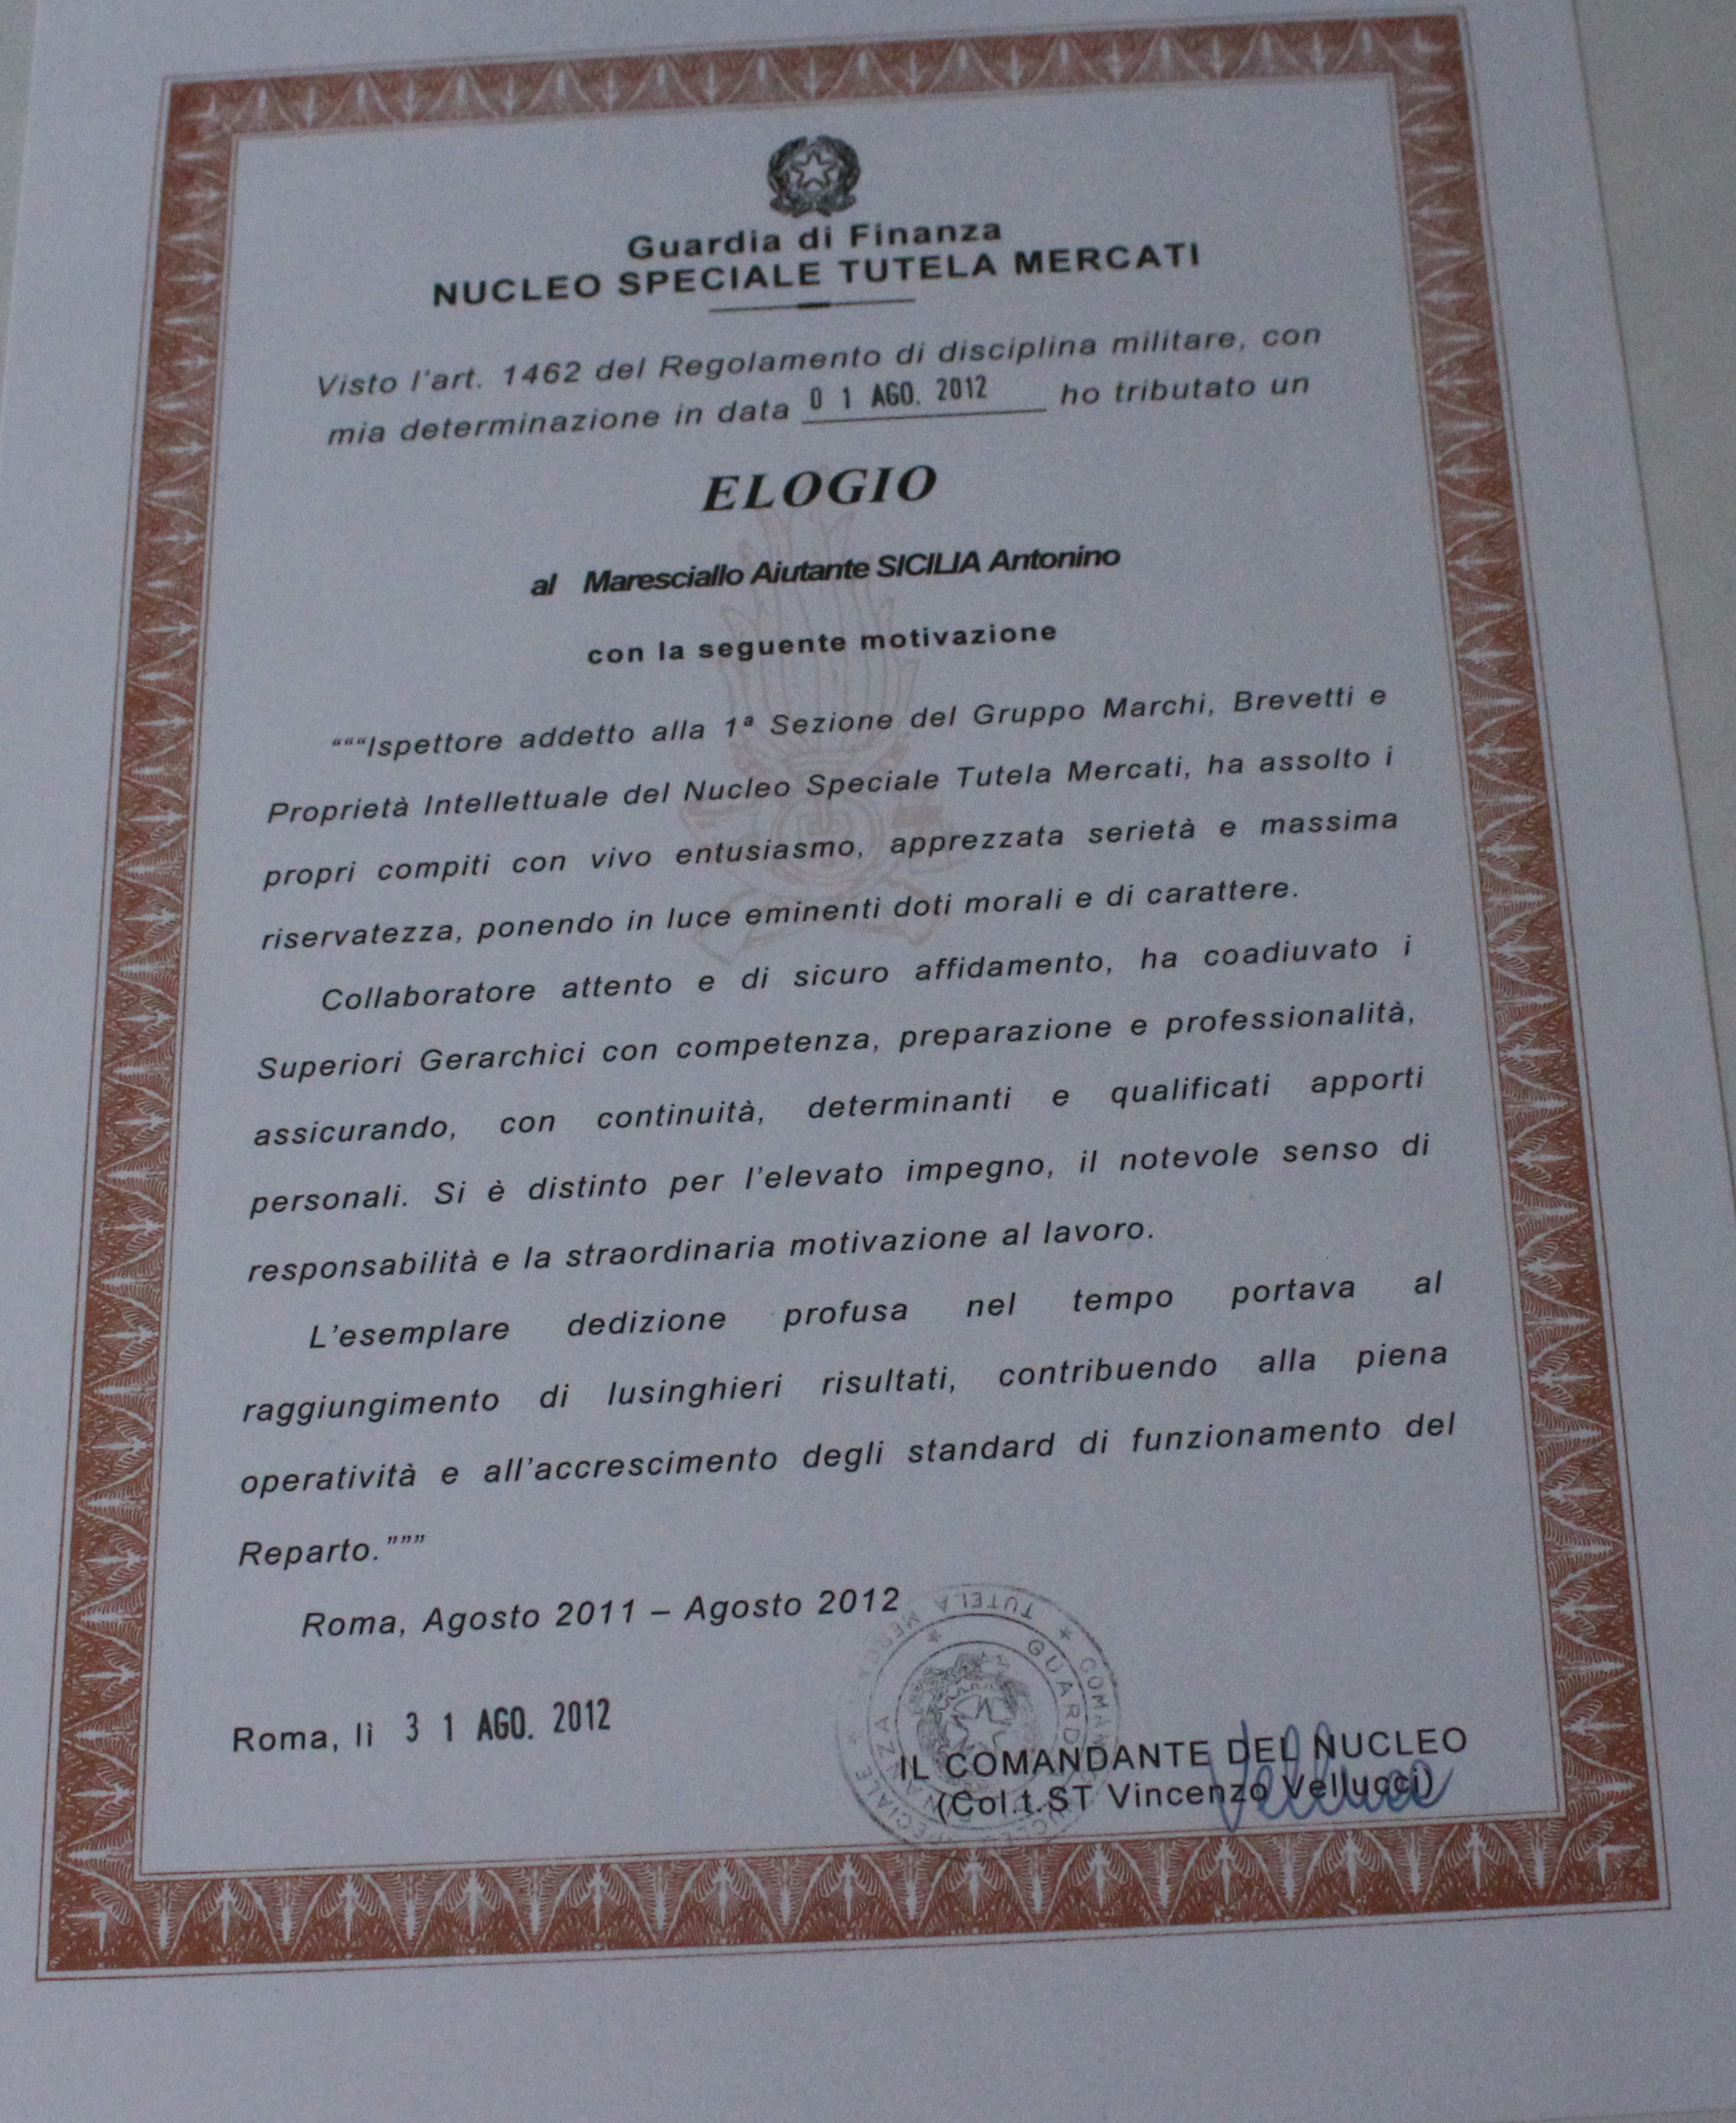 Guardia di Finanza
NUCLEO SPECIALE TUTELA MERCATI
Visto l'art. 1462 del Regolamento di disciplina militare, con
mia determinazione in data 0 1 AGO. 2012 ho tributato un
ELOGIO
al Maresciallo Aiutante SICILIA Antonino
con la seguente motivazione
“““Ispettore addetto alla 1ª Sezione del Gruppo Marchi, Brevetti e
Proprietà Intellettuale del Nucleo Speciale Tutela Mercati, ha assolto i
propri compiti con vivo entusiasmo, apprezzata serietà e massima
riservatezza, ponendo in luce eminenti doti morali e di carattere.
Collaboratore attento e di sicuro affidamento, ha coadiuvato i
Superiori Gerarchici con competenza, preparazione e professionalità,
assicurando, con continuità, determinanti e qualificati apporti
personali. Si è distinto per l'elevato impegno, il notevole senso di
responsabilità e la straordinaria motivazione al lavoro.
L'esemplare dedizione profusa nel tempo portava al
raggiungimento di lusinghieri risultati, contribuendo alla piena
operatività e all'accrescimento degli standard di funzionamento del
Reparto.”””
Roma, Agosto 2011 – Agosto 2012
Roma, lì 3 1 AGO. 2012
IL COMANDANTE DEL NUCLEO
(Col.t.ST Vincenzo Vellucci)
TUTELA